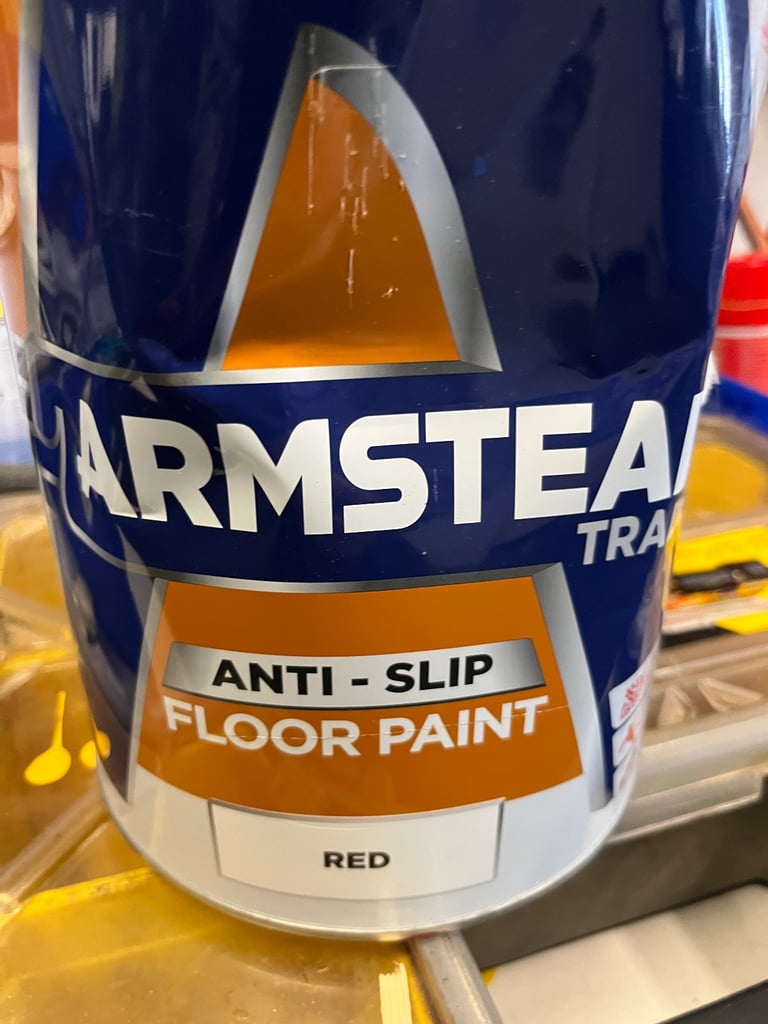 ARMSTEA
TRA
ANTI - SLIP
FLOOR PAINT
RED